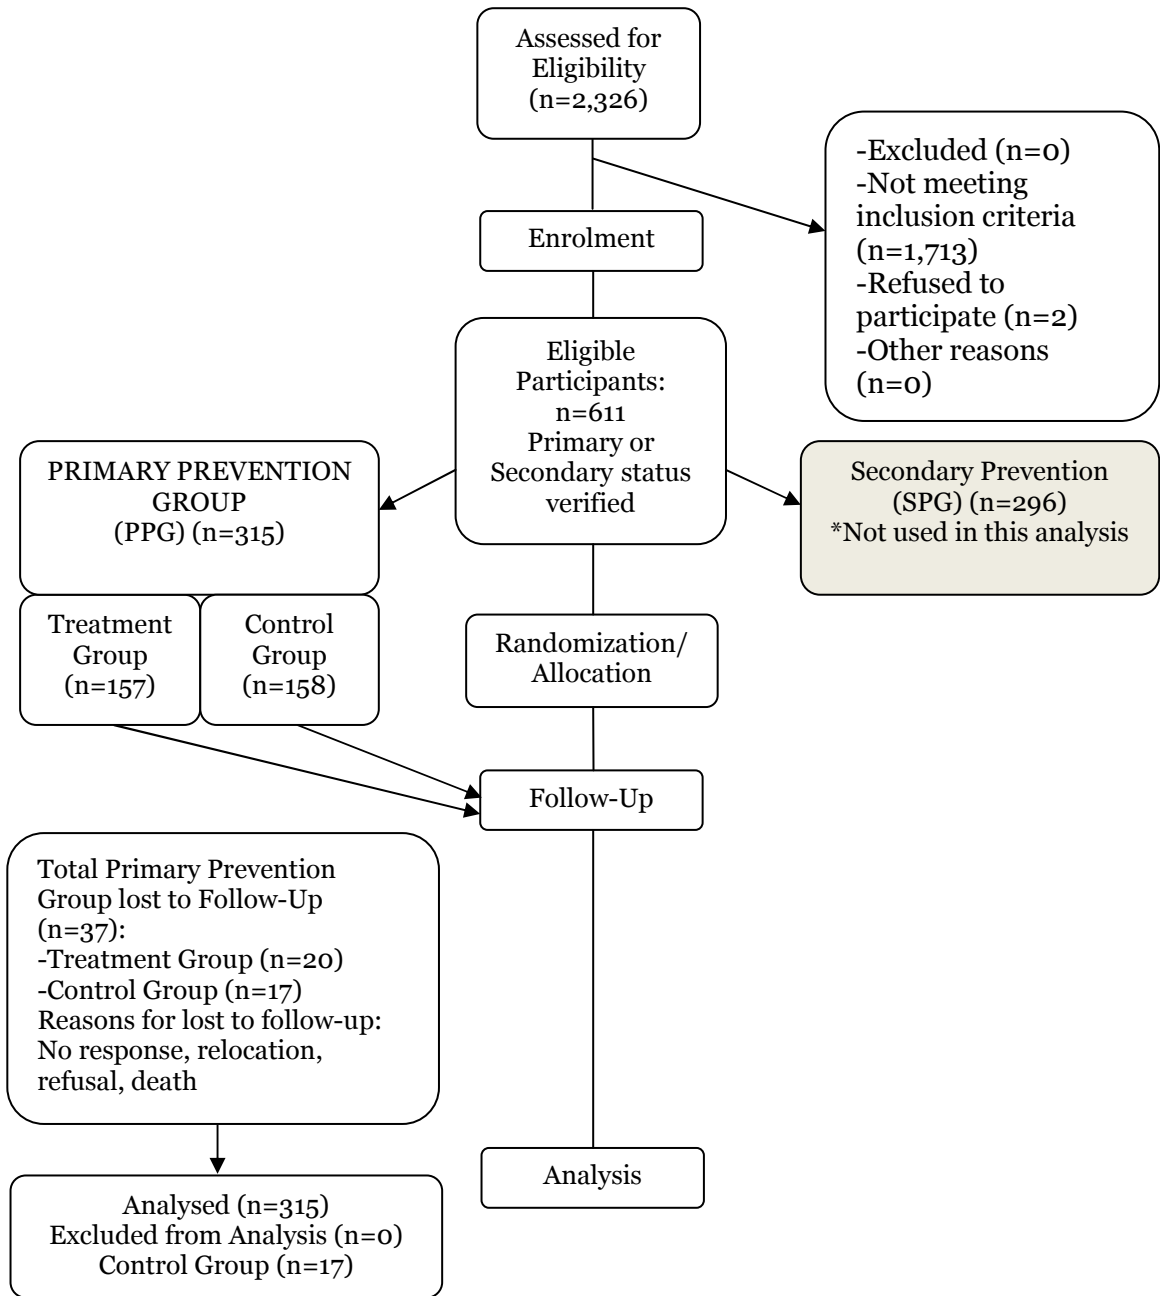 Assessed for
Eligibility
(n=2,326)
-Excluded (n=0)
-Not meeting
inclusion criteria
(n=1,713)
-Refused to
participate (n=2)
-Other reasons
(n=0)
Enrolment
Eligible
Participants:
n=611
Primary or
Secondary status
verified
PRIMARY PREVENTION
GROUP
(PPG) (n=315)
Secondary Prevention
(SPG) (n=296)
*Not used in this analysis
Treatment
Group
(n=157)
Control
Group
(n=158)
Randomization/
Allocation
Follow-Up
Total Primary Prevention
Group lost to Follow-Up
(n=37):
-Treatment Group (n=20)
-Control Group (n=17)
Reasons for lost to follow-up:
No response, relocation,
refusal, death
Analysis
Analysed (n=315)
Excluded from Analysis (n=0)
Control Group (n=17)